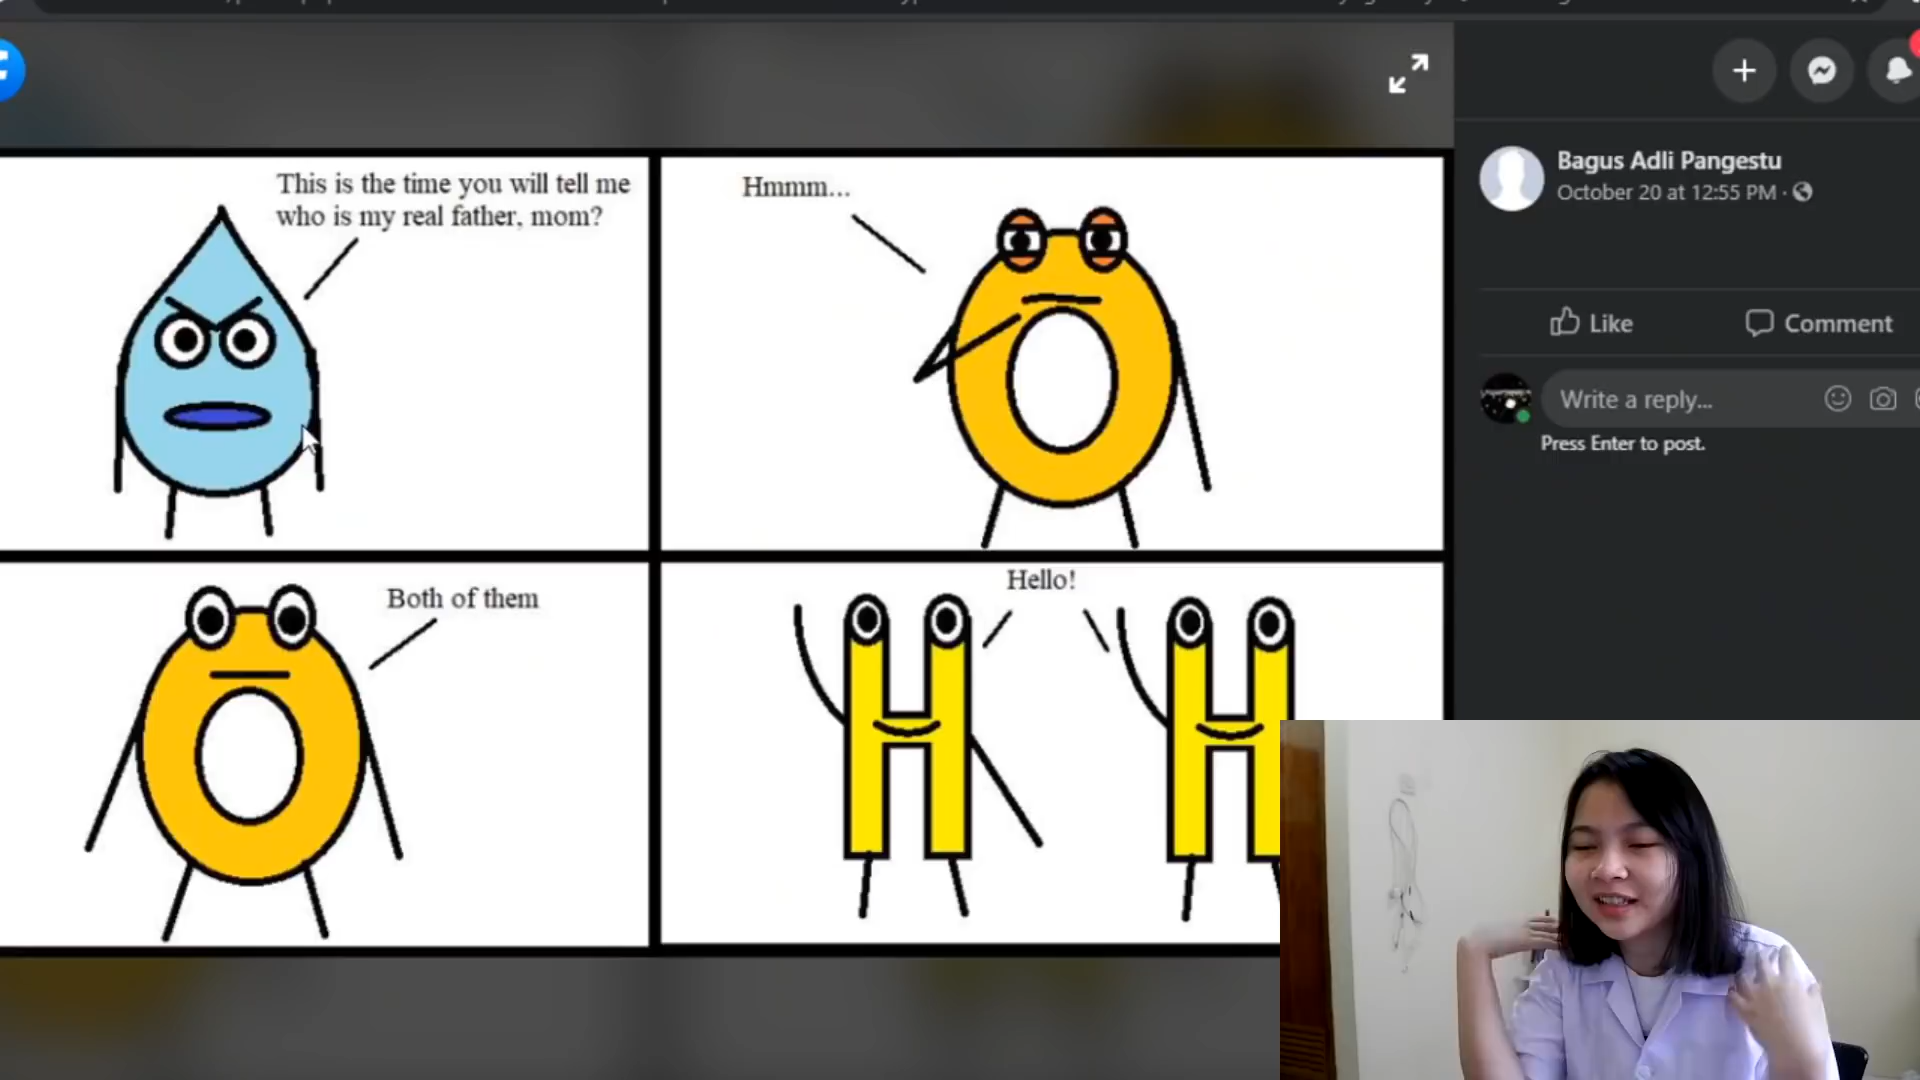 This is the time you will tell me
who is my real father, mom?
Hmmm...
Both of them
Hello!
Bagus Adli Pangestu
October 20 at 12:55 PM ·
Like
Comment
Write a reply...
Press Enter to post.